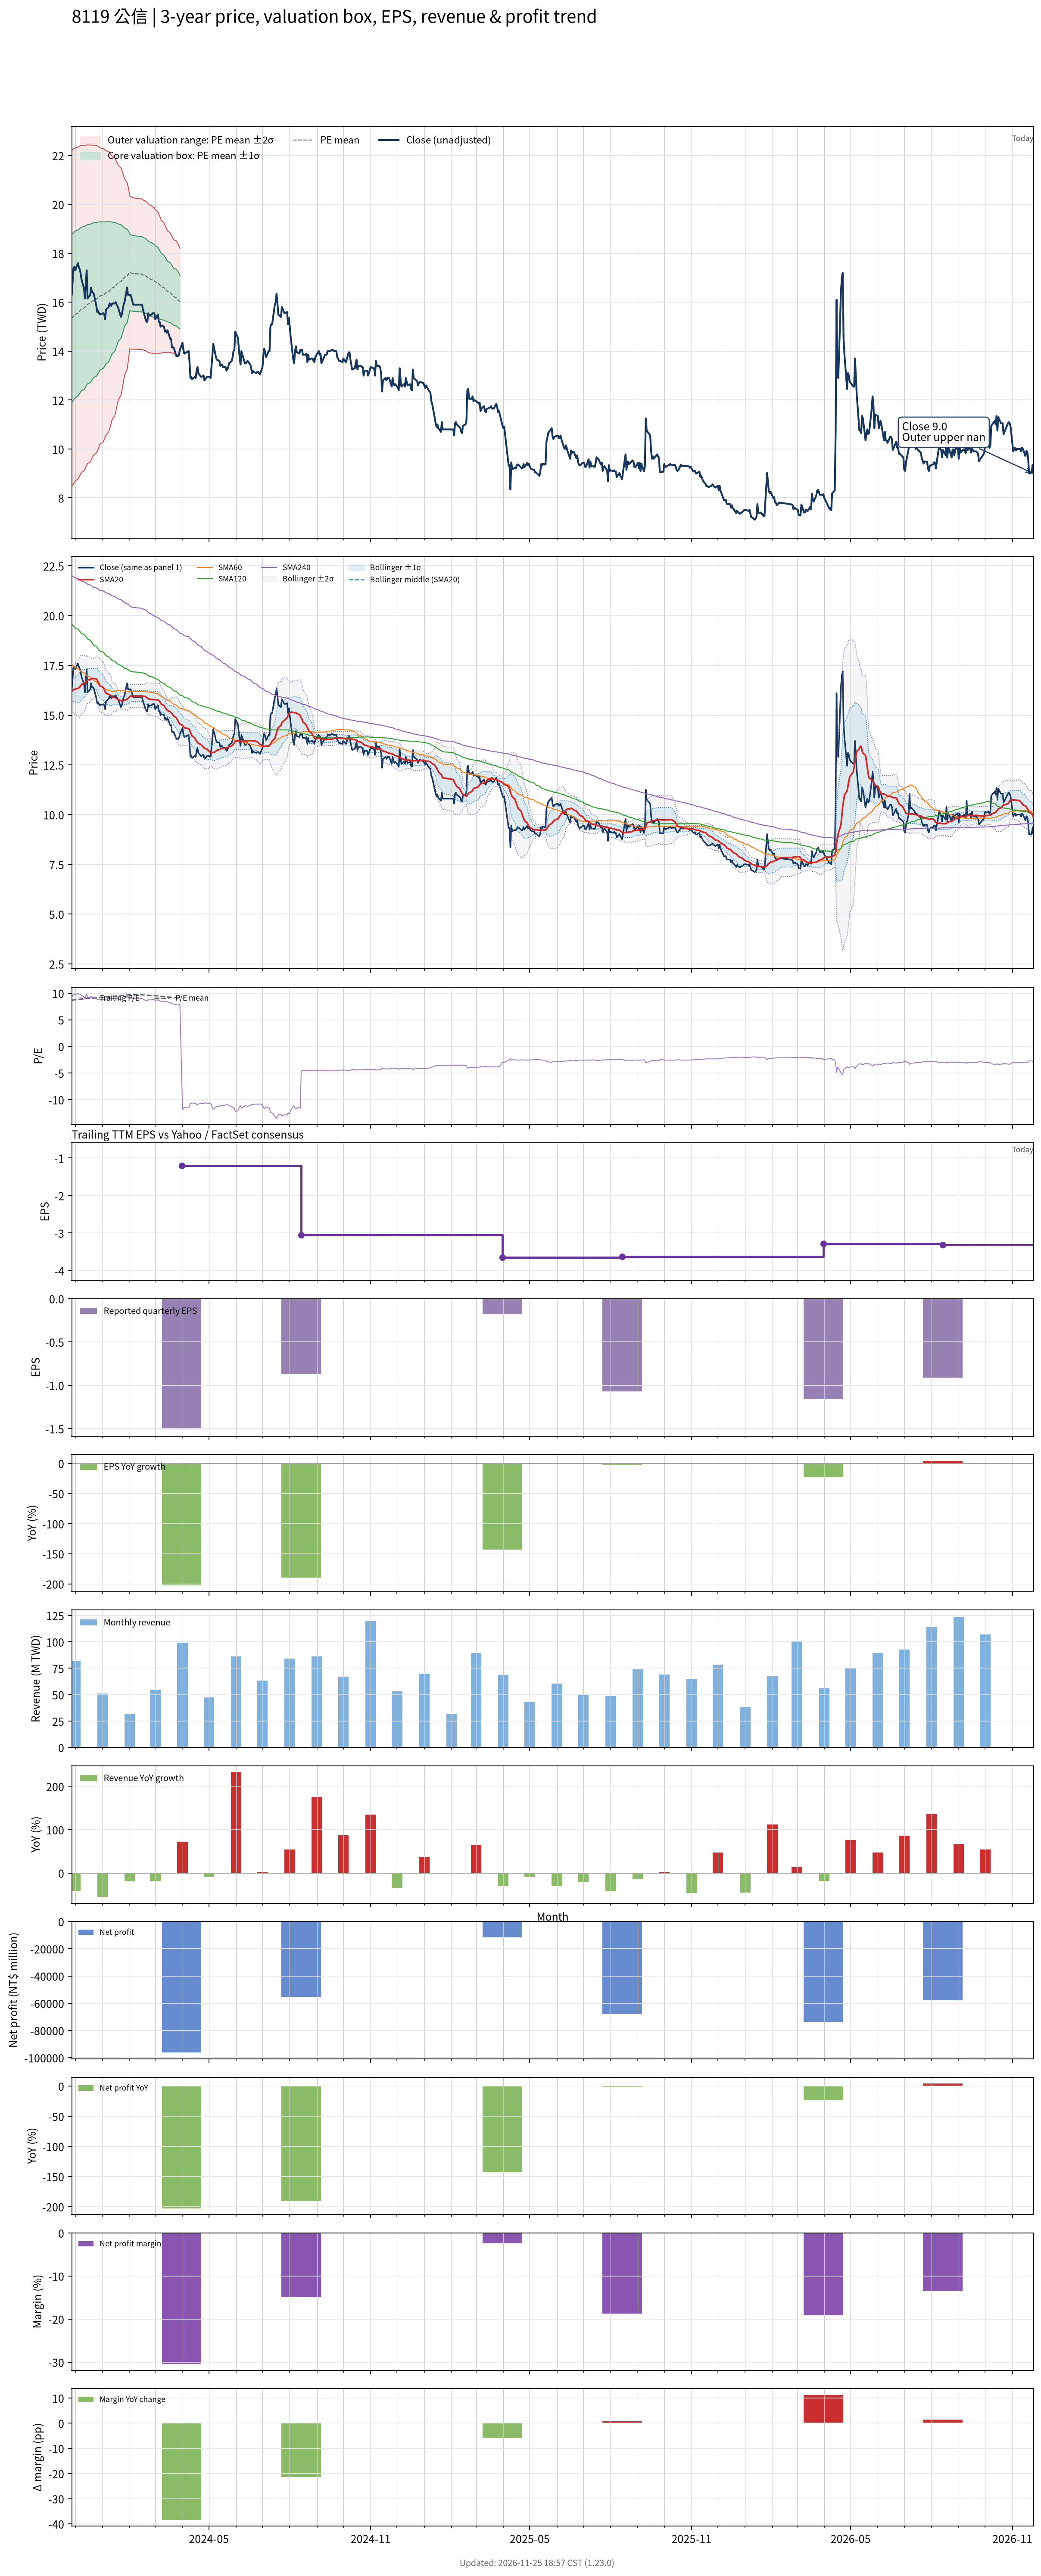 8119 公信 | 3-year price, valuation box, EPS, revenue & profit trend
Outer valuation range: PE mean ±2σ
Core valuation box: PE mean ±1σ
PE mean
Close (unadjusted)
Today
Price (TWD)
22
20
18
16
14
12
10
8
Close 9.0
Outer upper nan
Close (same as panel 1)
SMA20
SMA60
SMA120
SMA240
Bollinger ±2σ
Bollinger ±1σ
Bollinger middle (SMA20)
Price
22.5
20.0
17.5
15.0
12.5
10.0
7.5
5.0
2.5
Trailing P/E
P/E mean
P/E
10
5
0
-5
-10
Trailing TTM EPS vs Yahoo / FactSet consensus
Today
EPS
-1
-2
-3
-4
Reported quarterly EPS
EPS
0.0
-0.5
-1.0
-1.5
EPS YoY growth
YoY (%)
0
-50
-100
-150
-200
Monthly revenue
Revenue (M TWD)
125
100
75
50
25
0
Revenue YoY growth
YoY (%)
200
100
0
Month
Net profit
Net profit (NT$ million)
0
-20000
-40000
-60000
-80000
-100000
Net profit YoY
YoY (%)
0
-50
-100
-150
-200
Net profit margin
Margin (%)
0
-10
-20
-30
Margin YoY change
Δ margin (pp)
10
0
-10
-20
-30
-40
2024-05
2024-11
2025-05
2025-11
2026-05
2026-11
Updated: 2026-11-25 18:57 CST (1.23.0)